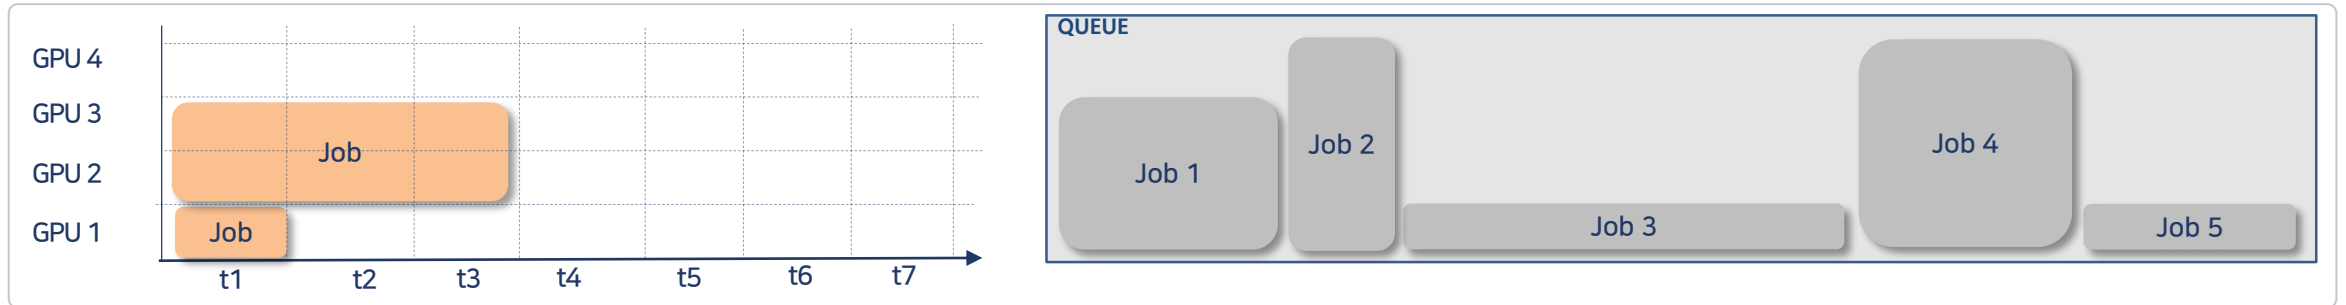 GPU 4
GPU 3
GPU 2
GPU 1
Job
Job
t1 t2 t3 t4 t5 t6 t7
QUEUE
Job 1
Job 2
Job 3
Job 4
Job 5